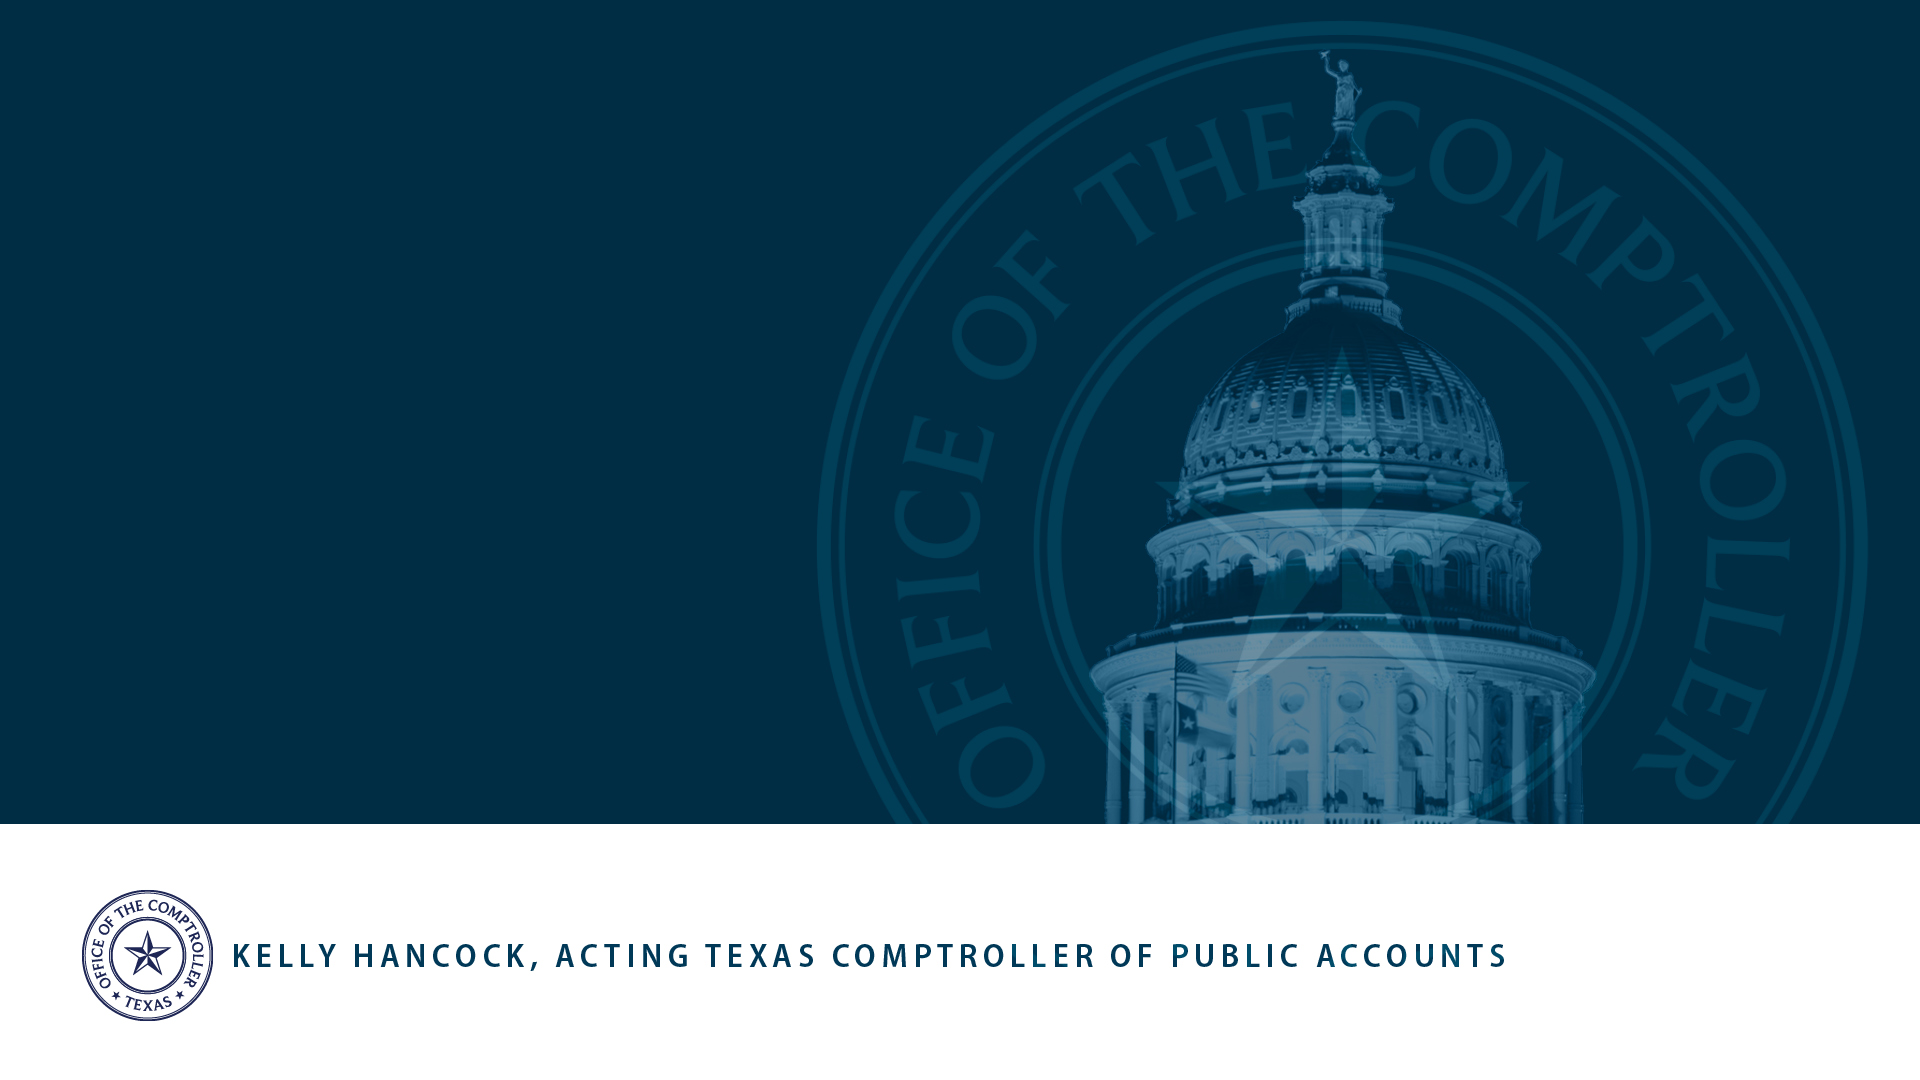 OFFICE OF THE COMPTROLLER
OFFICE OF THE COMPTROLLER
TEXAS
KELLY HANCOCK, ACTING TEXAS COMPTROLLER OF PUBLIC ACCOUNTS